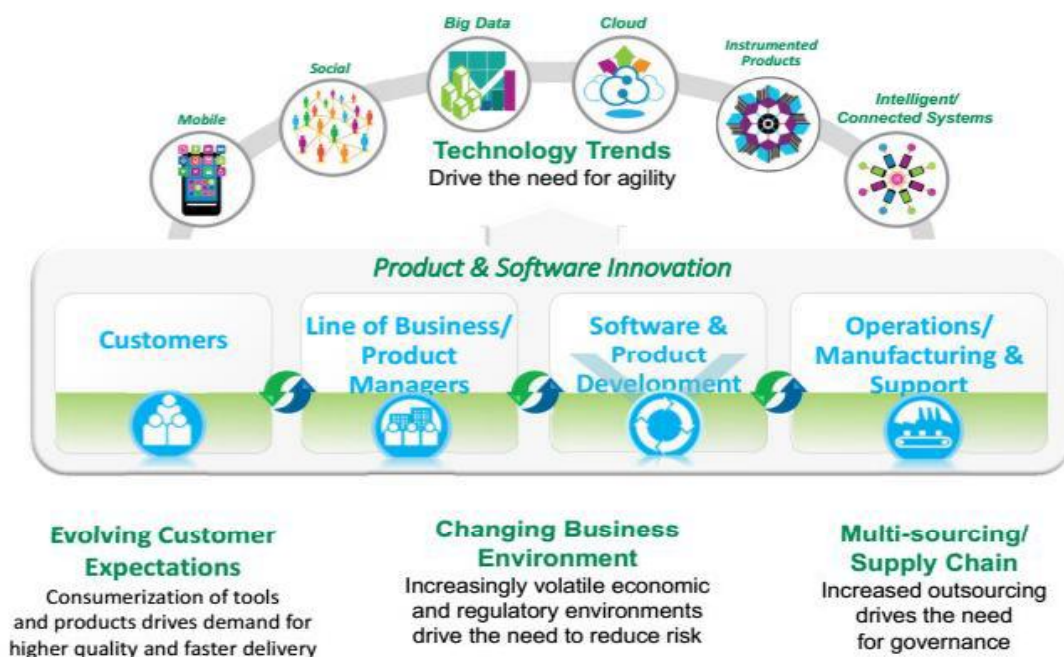 Big Data
Cloud
Social
Instrumented
Products
Mobile
Intelligent/
Connected Systems
Technology Trends
Drive the need for agility
Product & Software Innovation
Customers
Line of Business/
Product
Managers
Software &
Product
Development
Operations/
Manufacturing &
Support
Evolving Customer
Expectations
Consumerization of tools
and products drives demand for
higher quality and faster delivery
Changing Business
Environment
Increasingly volatile economic
and regulatory environments
drive the need to reduce risk
Multi-sourcing/
Supply Chain
Increased outsourcing
drives the need
for governance